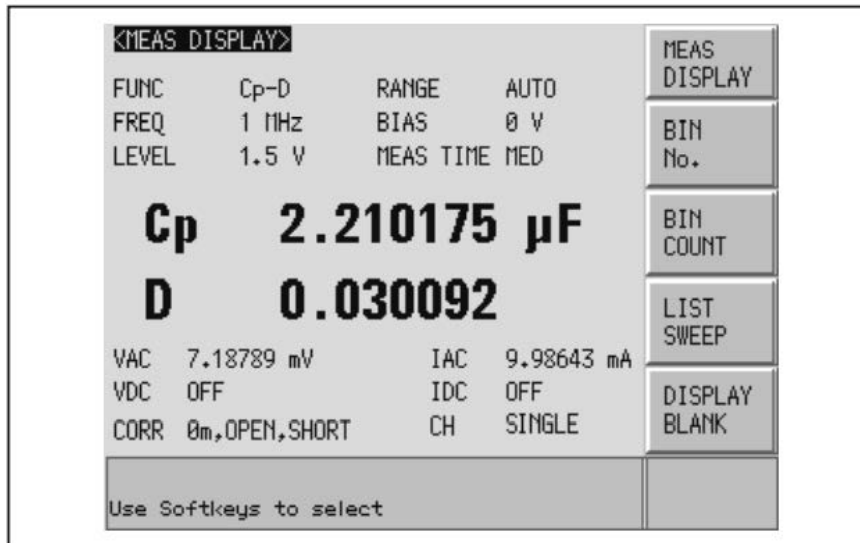 <MEAS DISPLAY>
FUNC Cp-D RANGE AUTO
FREQ 1 MHz BIAS 0 V
LEVEL 1.5 V MEAS TIME MED
Cp 2.210175 µF
D 0.030092
VAC 7.18789 mV IAC 9.98643 mA
VDC OFF IDC OFF
CORR 0m,OPEN,SHORT CH SINGLE
Use Softkeys to select
MEAS
DISPLAY
BIN
No.
BIN
COUNT
LIST
SWEEP
DISPLAY
BLANK